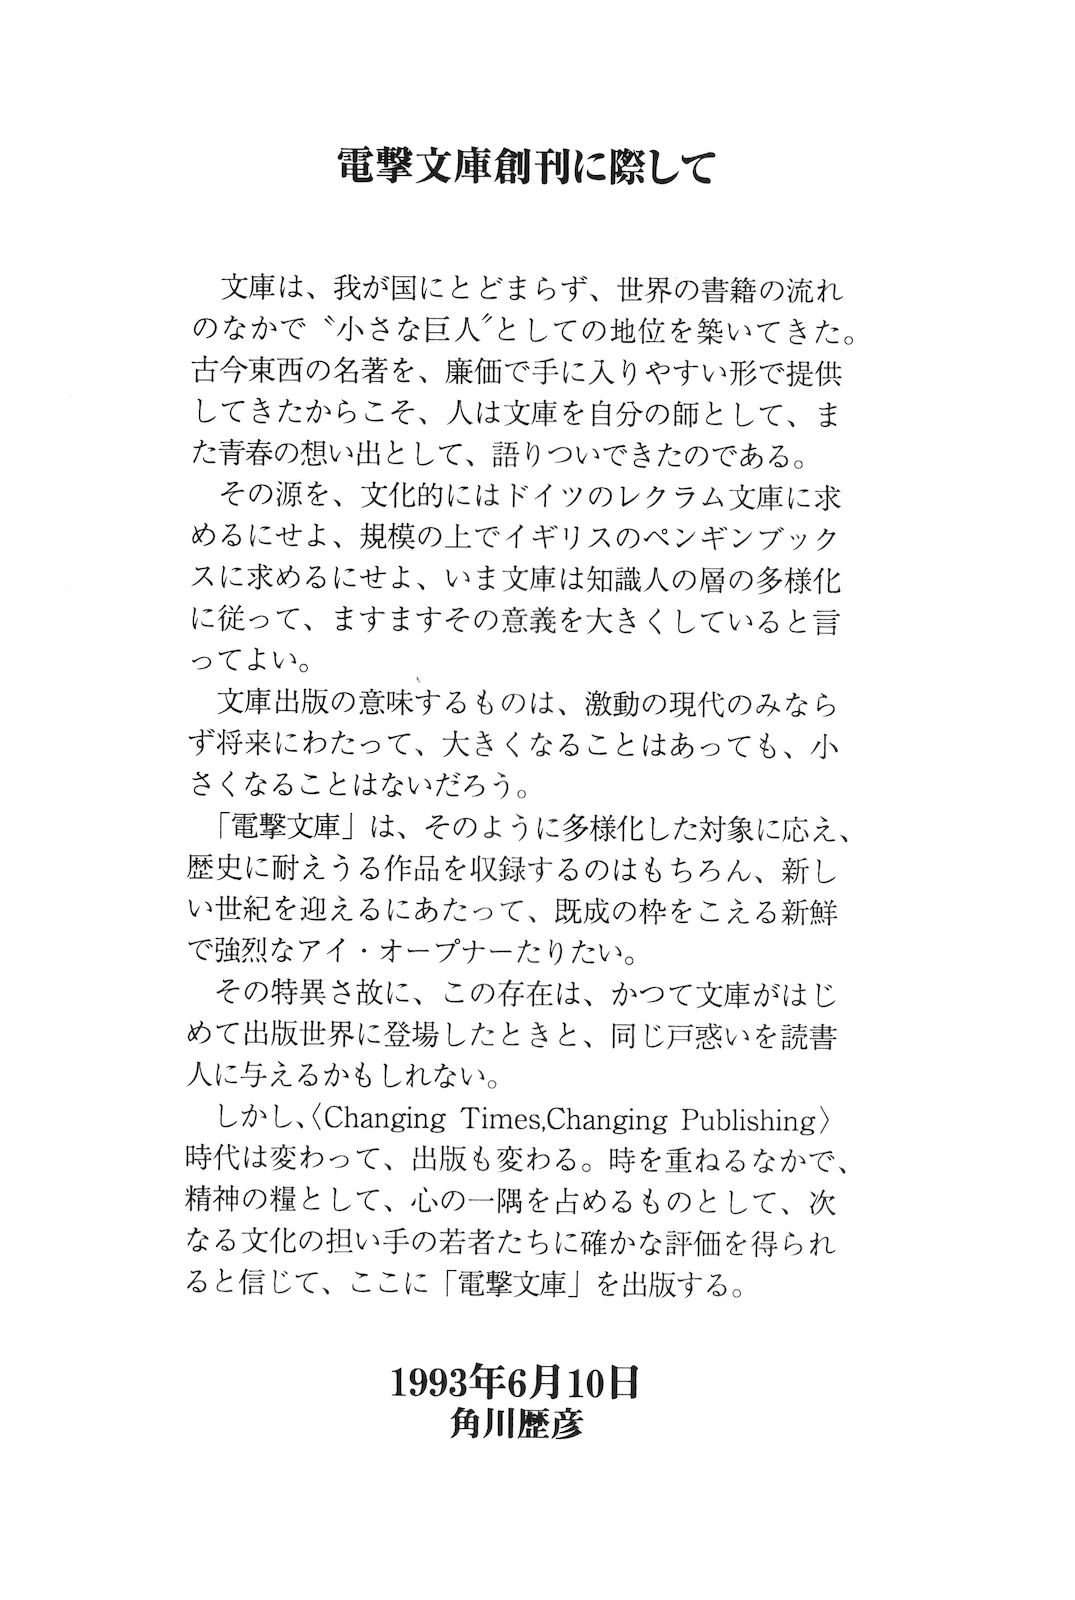 電撃文庫創刊に際して
文庫は、我が国にとどまらず、世界の書籍の流れ
のなかで〝小さな巨人〟としての地位を築いてきた。
古今東西の名著を、廉価で手に入りやすい形で提供
してきたからこそ、人は文庫を自分の師として、ま
た青春の想い出として、語りついできたのである。
その源を、文化的にはドイツのレクラム文庫に求
めるにせよ、規模の上でイギリスのペンギンブック
スに求めるにせよ、いま文庫は知識人の層の多様化
に従って、ますますその意義を大きくしていると言
ってよい。
文庫出版の意味するものは、激動の現代のみなら
ず将来にわたって、大きくなることはあっても、小
さくなることはないだろう。
「電撃文庫」は、そのように多様化した対象に応え、
歴史に耐えうる作品を収録するのはもちろん、新し
い世紀を迎えるにあたって、既成の枠をこえる新鮮
で強烈なアイ・オープナーたりたい。
その特異さ故に、この存在は、かつて文庫がはじ
めて出版世界に登場したときと、同じ戸惑いを読書
人に与えるかもしれない。
しかし、〈Changing Times,Changing Publishing〉
時代は変わって、出版も変わる。時を重ねるなかで、
精神の糧として、心の一隅を占めるものとして、次
なる文化の担い手の若者たちに確かな評価を得られ
ると信じて、ここに「電撃文庫」を出版する。
1993年6月10日
角川歴彦